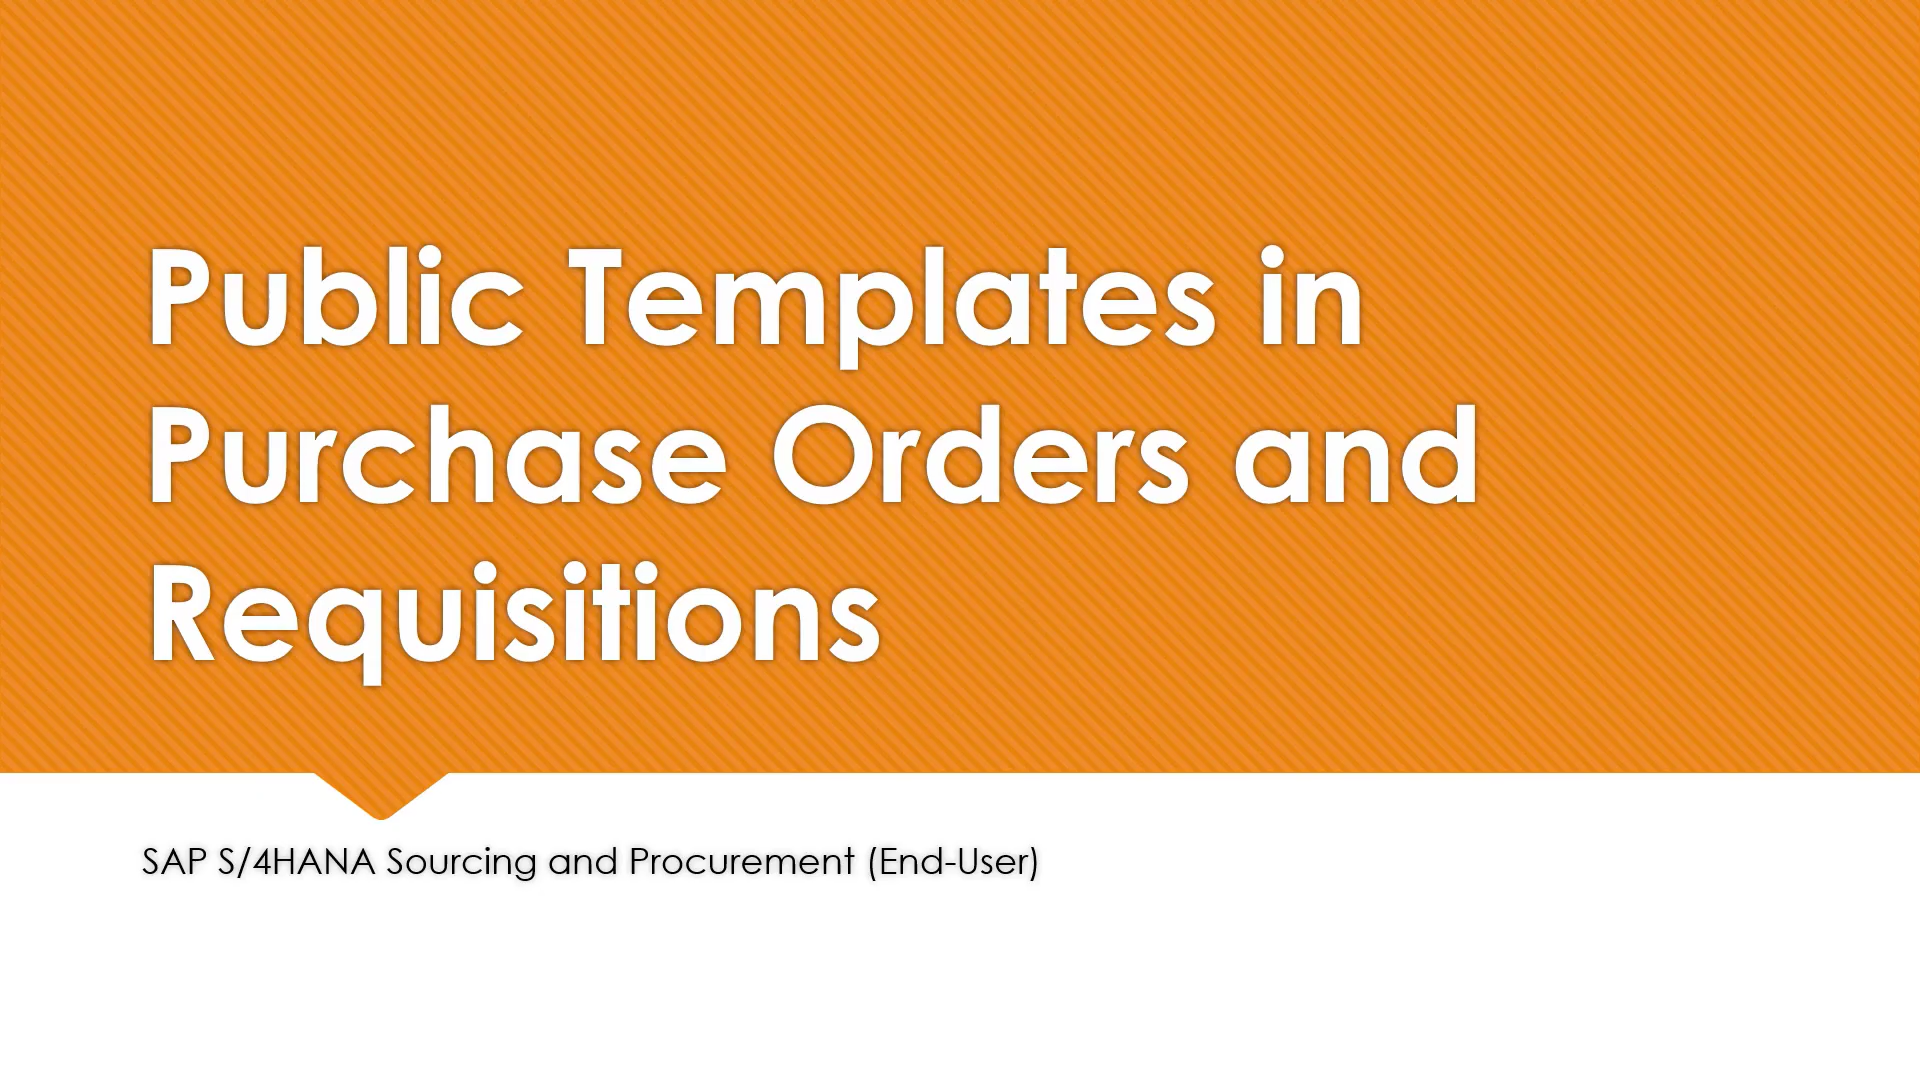 Public Templates in
Purchase Orders and
Requisitions
SAP S/4HANA Sourcing and Procurement (End-User)